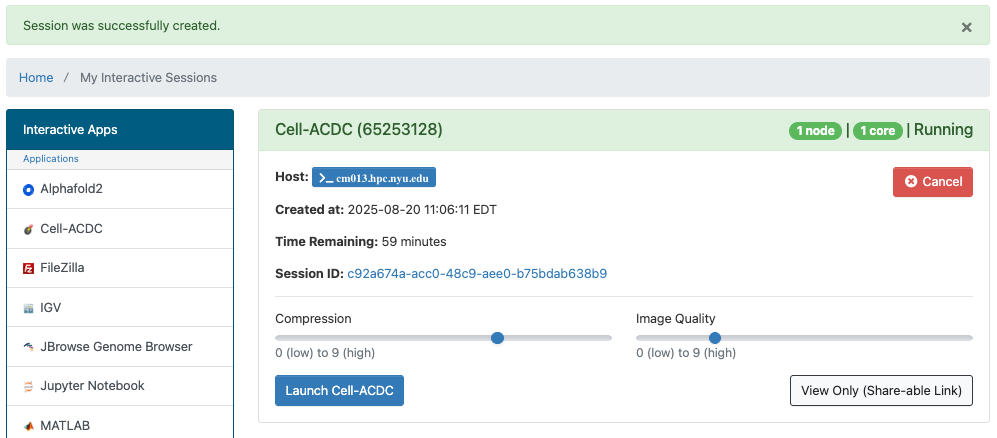 Session was successfully created.
×
Home / My Interactive Sessions
Interactive Apps
Applications
Alphafold2
Cell-ACDC
FileZilla
IGV
JBrowse Genome Browser
Jupyter Notebook
MATLAB
Cell-ACDC (65253128)
1 node | 1 core | Running
Host: >_ cm013.hpc.nyu.edu
Cancel
Created at: 2025-08-20 11:06:11 EDT
Time Remaining: 59 minutes
Session ID: c92a674a-acc0-48c9-aee0-b75bdab638b9
Compression
0 (low) to 9 (high)
Image Quality
0 (low) to 9 (high)
Launch Cell-ACDC
View Only (Share-able Link)